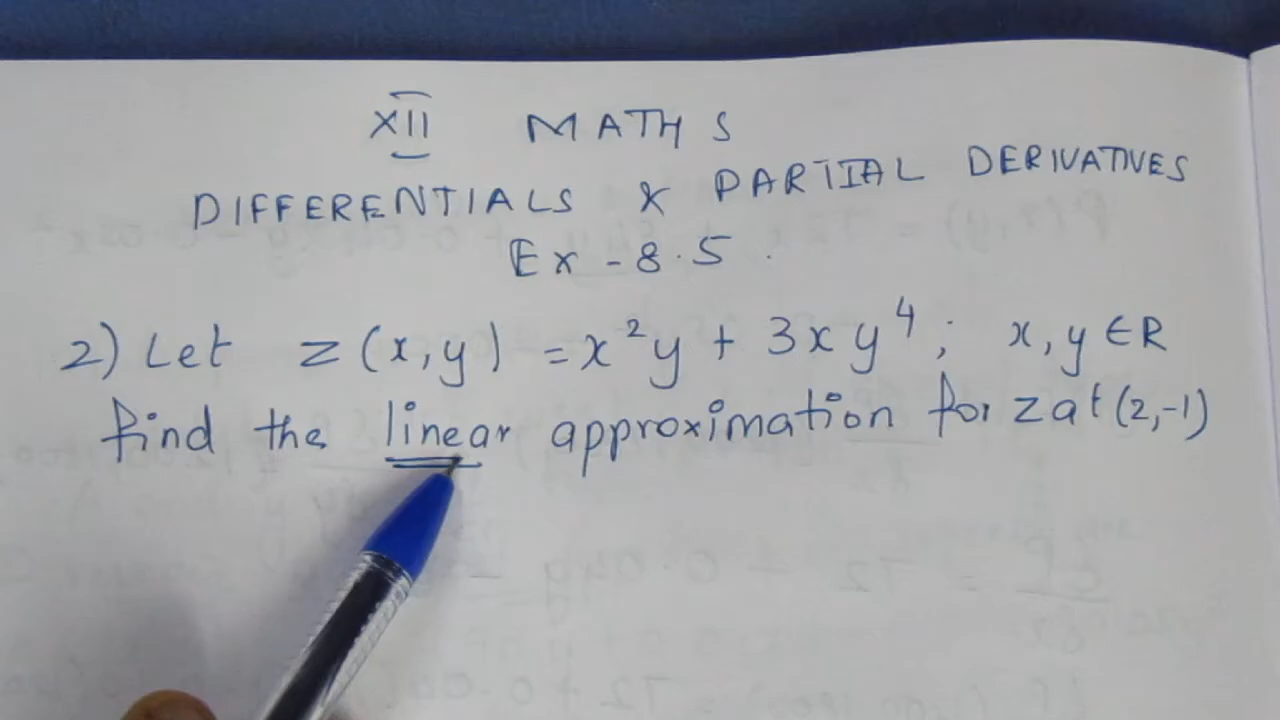 XII MATHS
DIFFERENTIALS & PARTIAL DERIVATIVES
Ex - 8.5.
2) Let z(x,y) = x²y + 3xy⁴; x,y ∈ R
find the linear approximation for z at (2,-1)